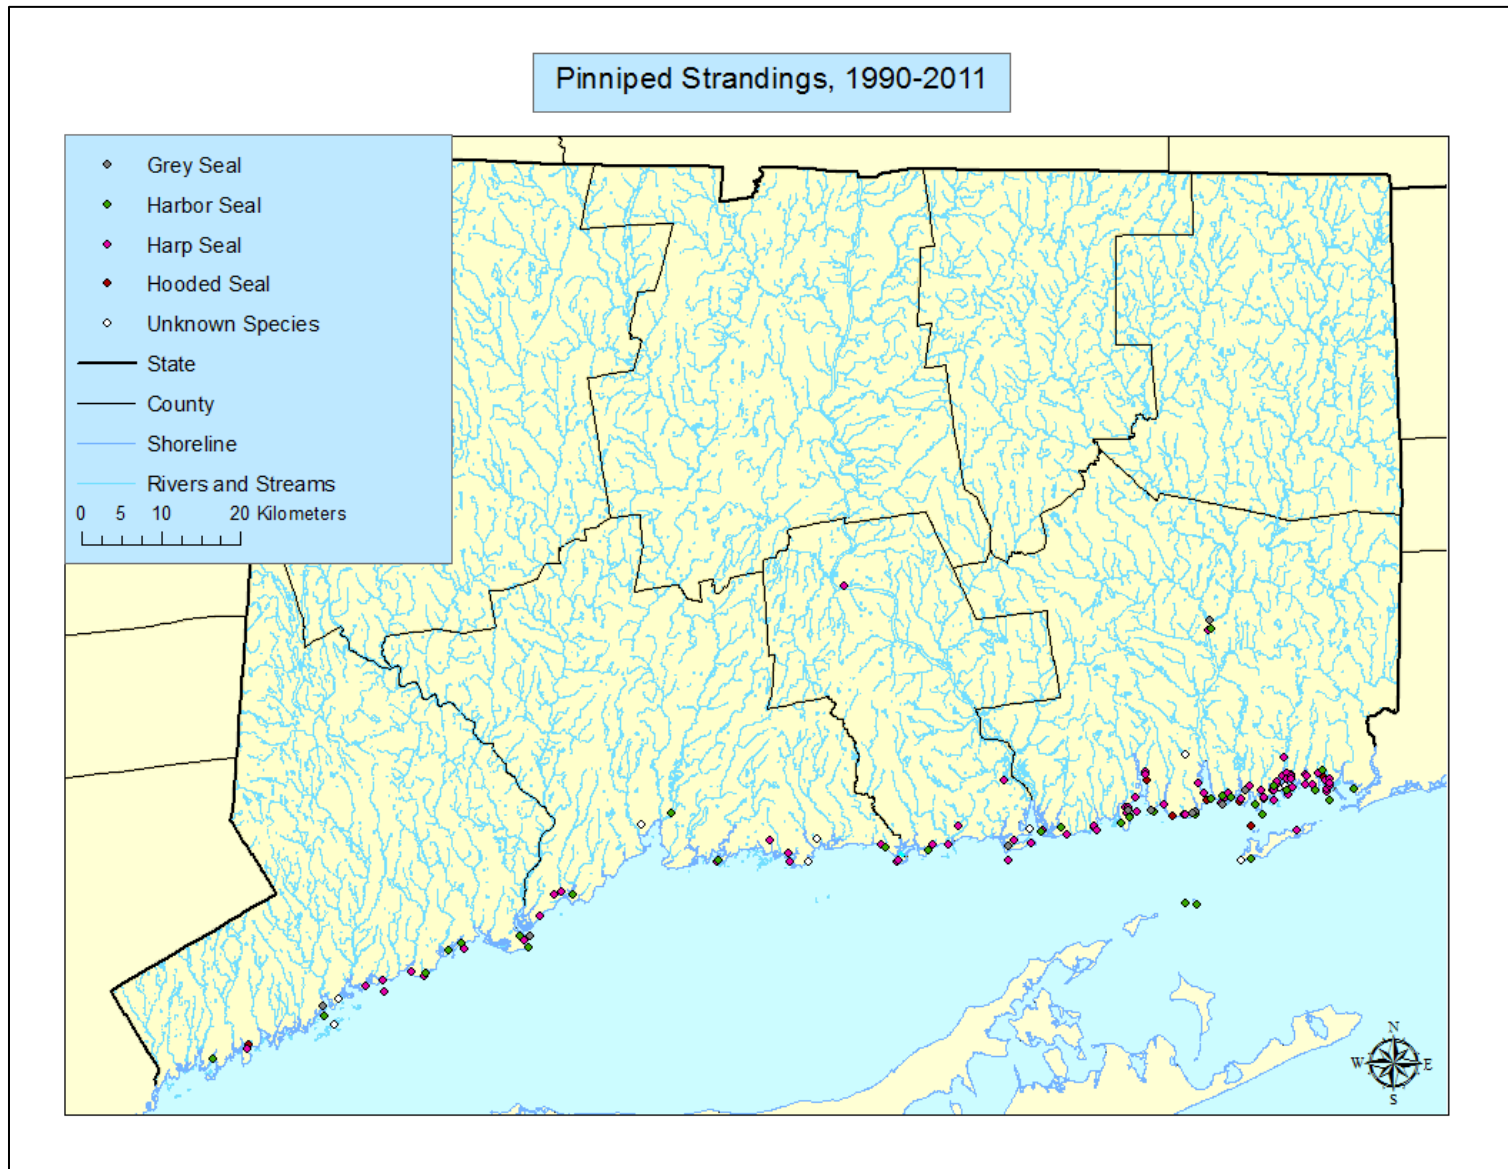 Pinniped Strandings, 1990-2011
Grey Seal
Harbor Seal
Harp Seal
Hooded Seal
Unknown Species
State
County
Shoreline
Rivers and Streams
0 5 10 20 Kilometers
N
W E
S